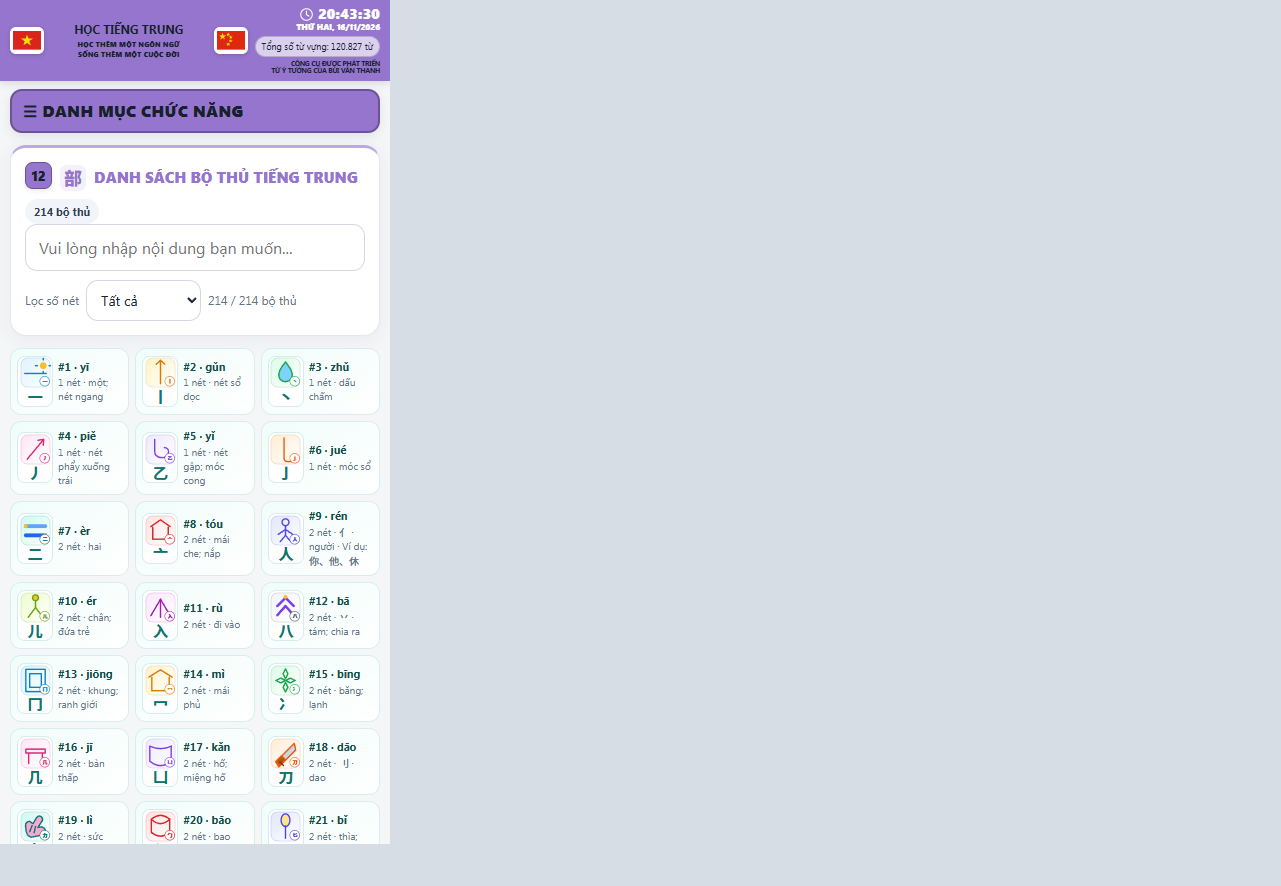 HỌC TIẾNG TRUNG
HỌC THÊM MỘT NGÔN NGỮ
SỐNG THÊM MỘT CUỘC ĐỜI
20:43:30
THỨ HAI, 16/11/2026
Tổng số từ vựng: 120.827 từ
CÔNG CỤ ĐƯỢC PHÁT TRIỂN
TỪ Ý TƯỞNG CỦA BÙI VĂN THANH
☰ DANH MỤC CHỨC NĂNG
12 部 DANH SÁCH BỘ THỦ TIẾNG TRUNG
214 bộ thủ
Vui lòng nhập nội dung bạn muốn...
Lọc số nét Tất cả 214 / 214 bộ thủ
一
#1 · yī
1 nét · một;
nét ngang
丨
#2 · gǔn
1 nét · nét sổ
dọc
丶
#3 · zhǔ
1 nét · dấu
chấm
丿
#4 · piě
1 nét · nét
phẩy xuống
trái
乙
#5 · yǐ
1 nét · nét
gập; móc
cong
亅
#6 · jué
1 nét · móc sổ
二
#7 · èr
2 nét · hai
亠
#8 · tóu
2 nét · mái
che; nắp
人
#9 · rén
2 nét · 亻 ·
người · Ví dụ:
你、他、休
儿
#10 · ér
2 nét · chân;
đứa trẻ
入
#11 · rù
2 nét · đi vào
八
#12 · bā
2 nét · 丷 ·
tám; chia ra
冂
#13 · jiōng
2 nét · khung;
ranh giới
冖
#14 · mì
2 nét · mái
phủ
冫
#15 · bīng
2 nét · băng;
lạnh
几
#16 · jī
2 nét · bàn
thấp
凵
#17 · kǎn
2 nét · hố;
miệng hố
刀
#18 · dāo
2 nét · 刂 ·
dao
#19 · lì
2 nét · sức
#20 · bāo
2 nét · bao
#21 · bǐ
2 nét · thìa;